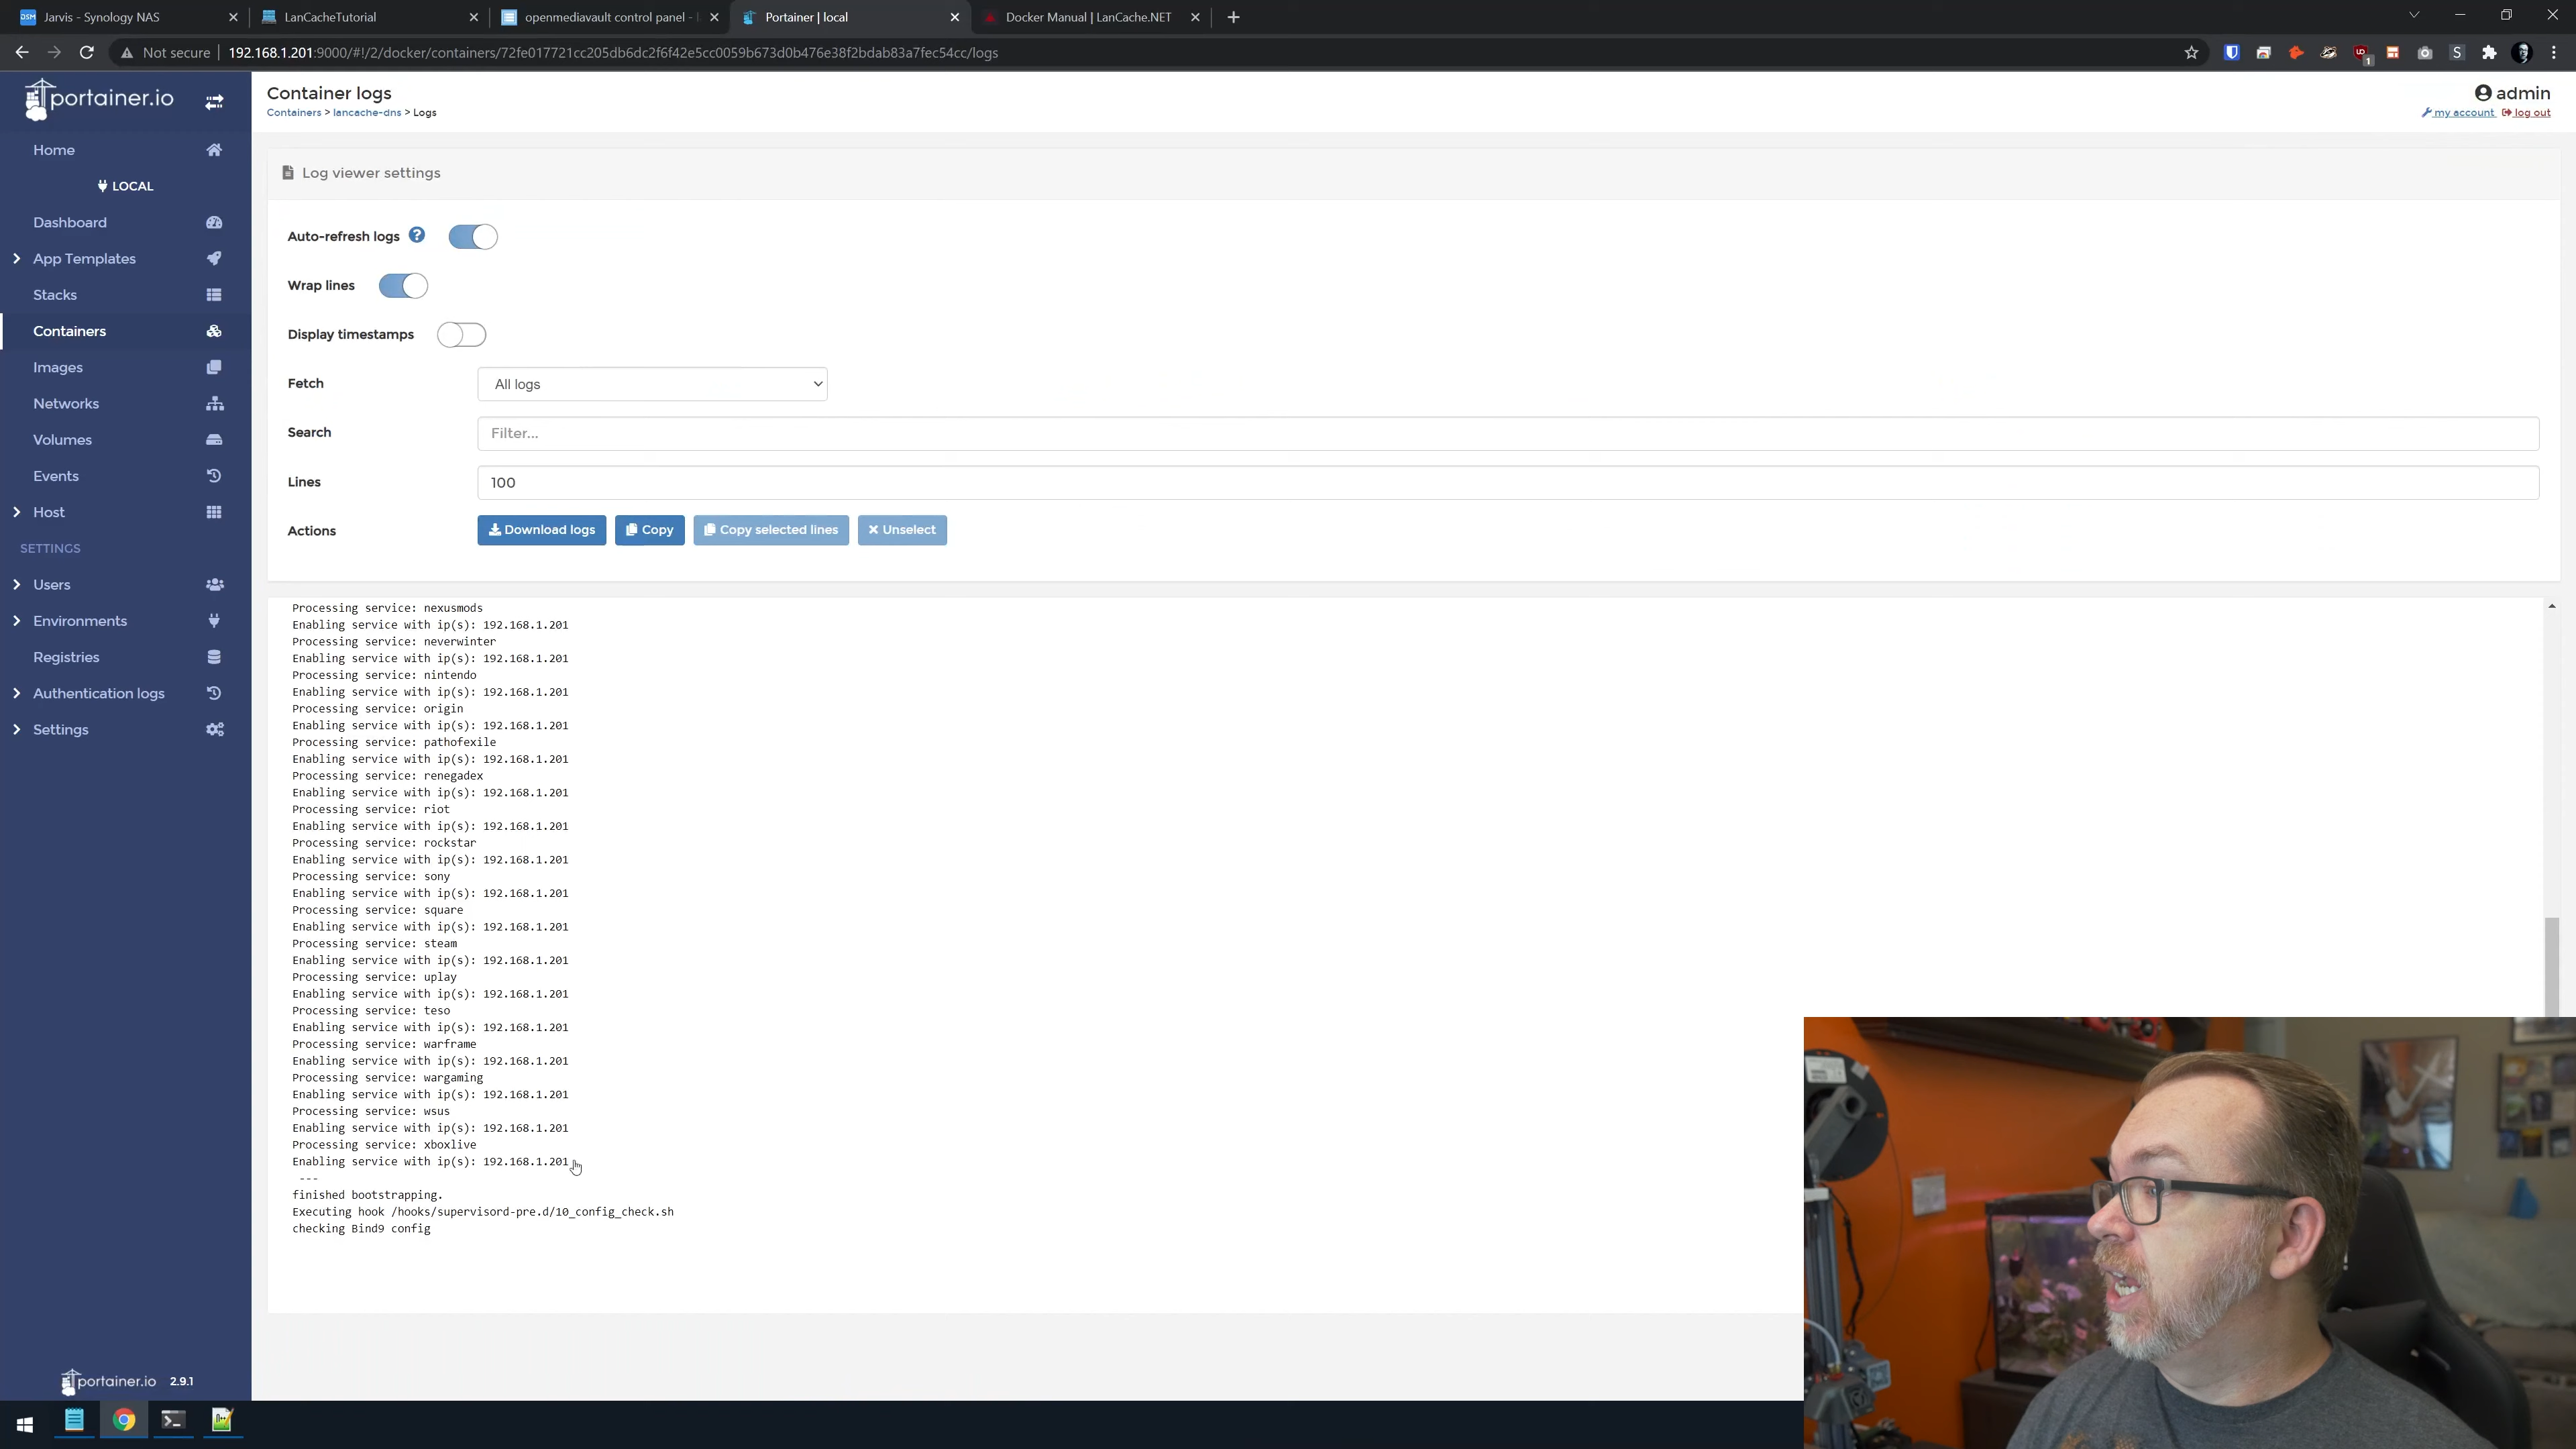 Jarvis - Synology NAS
LanCacheTutorial
openmediavault control panel -
Portainer | local
Docker Manual | LanCache.NET
Not secure
192.168.1.201:9000/#!/2/docker/containers/72fe017721cc205db6dc2f6f42e5cc0059b673d0b476e38f2bdab83a7fec54cc/logs
portainer.io
Container logs
Containers > lancache-dns > Logs
admin
my account
log out
Home
LOCAL
Dashboard
App Templates
Stacks
Containers
Images
Networks
Volumes
Events
Host
SETTINGS
Users
Environments
Registries
Authentication logs
Settings
Log viewer settings
Auto-refresh logs
Wrap lines
Display timestamps
Fetch
All logs
Search
Filter...
Lines
100
Actions
Download logs
Copy
Copy selected lines
Unselect
Processing service: nexusmods
Enabling service with ip(s): 192.168.1.201
Processing service: neverwinter
Enabling service with ip(s): 192.168.1.201
Processing service: nintendo
Enabling service with ip(s): 192.168.1.201
Processing service: origin
Enabling service with ip(s): 192.168.1.201
Processing service: pathofexile
Enabling service with ip(s): 192.168.1.201
Processing service: renegadex
Enabling service with ip(s): 192.168.1.201
Processing service: riot
Enabling service with ip(s): 192.168.1.201
Processing service: rockstar
Enabling service with ip(s): 192.168.1.201
Processing service: sony
Enabling service with ip(s): 192.168.1.201
Processing service: square
Enabling service with ip(s): 192.168.1.201
Processing service: steam
Enabling service with ip(s): 192.168.1.201
Processing service: uplay
Enabling service with ip(s): 192.168.1.201
Processing service: teso
Enabling service with ip(s): 192.168.1.201
Processing service: warframe
Enabling service with ip(s): 192.168.1.201
Processing service: wargaming
Enabling service with ip(s): 192.168.1.201
Processing service: wsus
Enabling service with ip(s): 192.168.1.201
Processing service: xboxlive
Enabling service with ip(s): 192.168.1.201
---
finished bootstrapping.
Executing hook /hooks/supervisord-pre.d/10_config_check.sh
checking Bind9 config
portainer.io 2.9.1